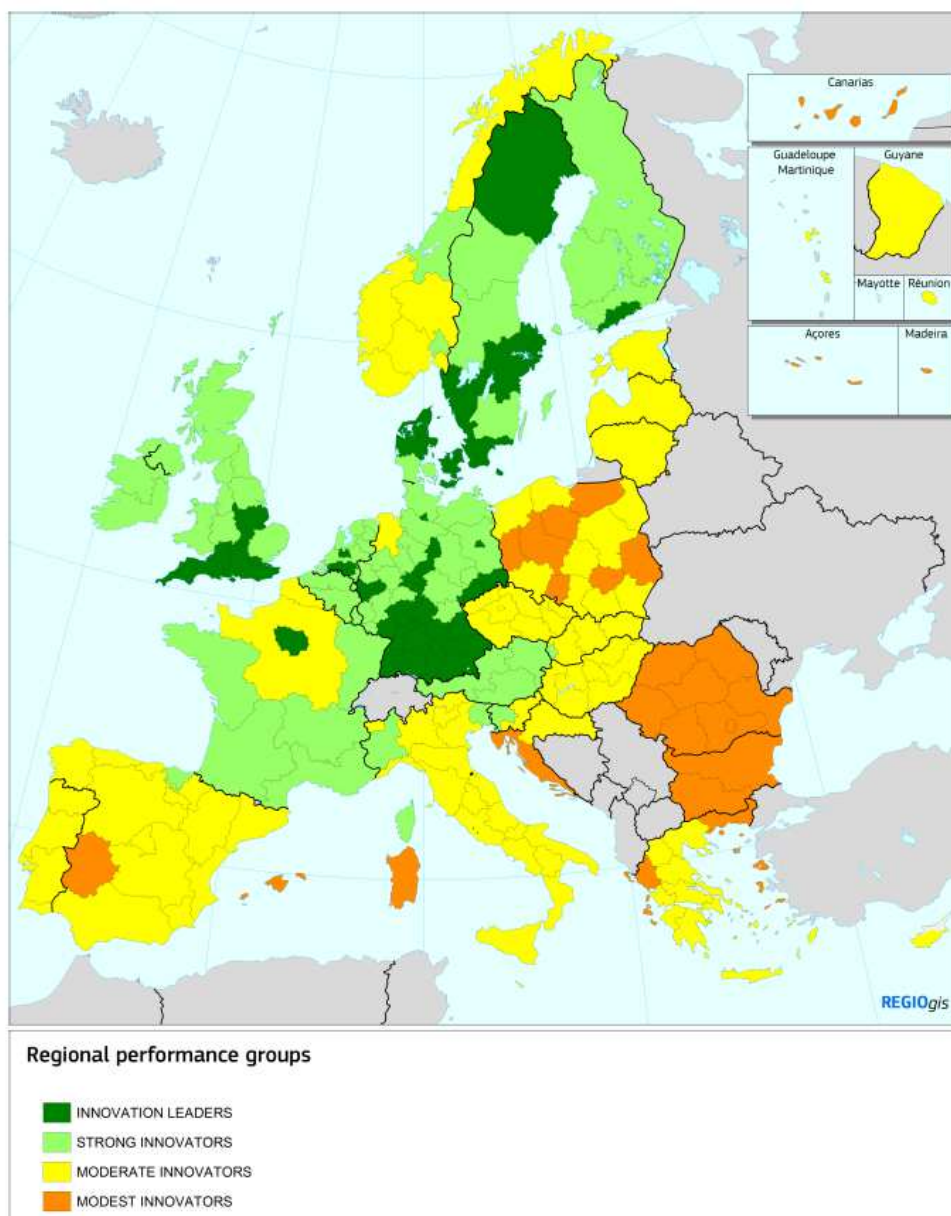 Canarias
Guadeloupe
Martinique
Guyane
Mayotte
Réunion
Açores
Madeira
REGIOgis
Regional performance groups
INNOVATION LEADERS
STRONG INNOVATORS
MODERATE INNOVATORS
MODEST INNOVATORS